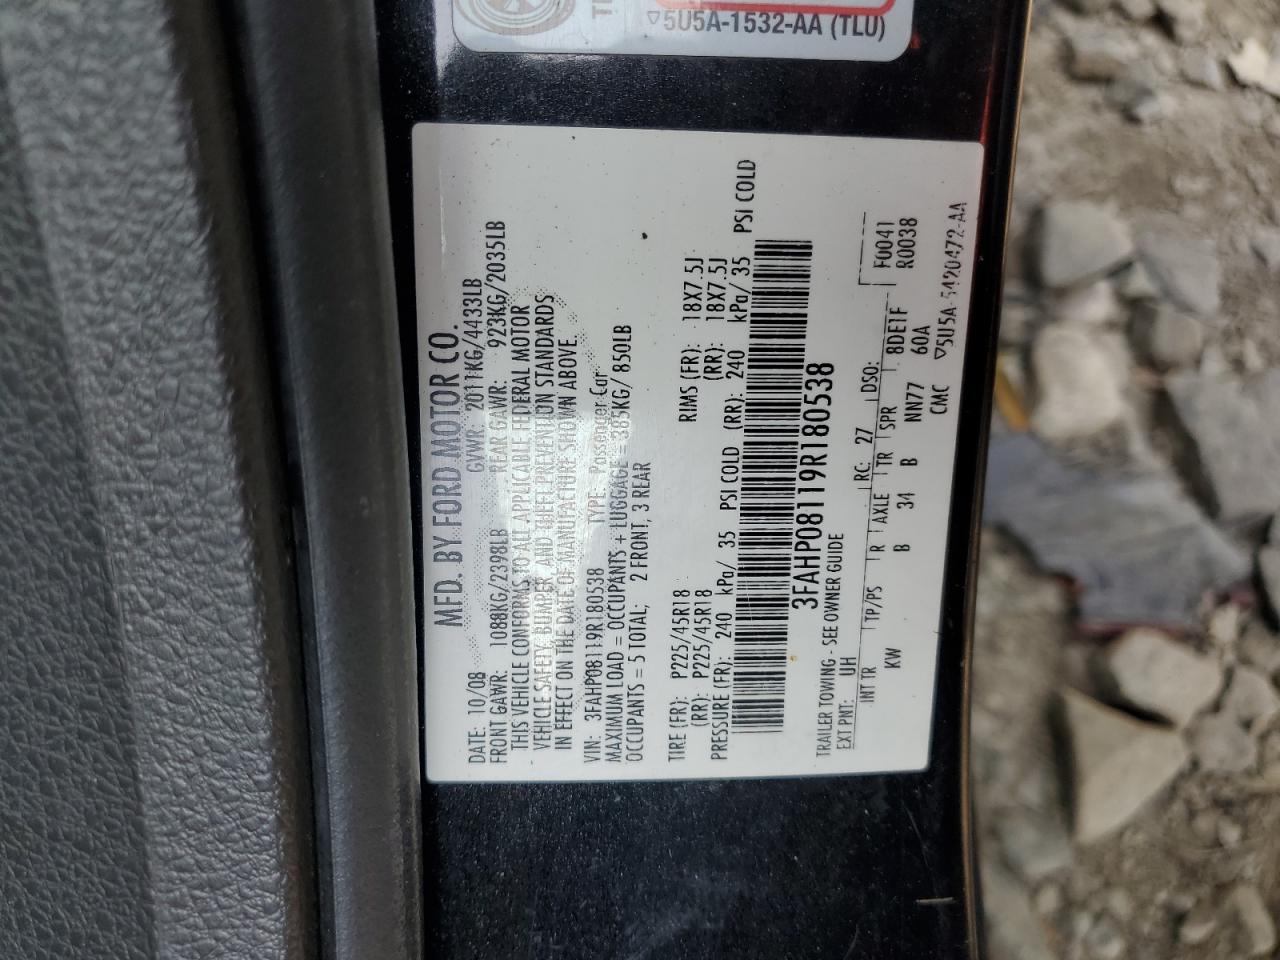 5U5A-1532-AA (TLU)
MFD. BY FORD MOTOR CO.
DATE: 10/08 GVWR: 2011KG/4433LB
FRONT GAWR: 1088KG/2398LB REAR GAWR: 923KG/2035LB
THIS VEHICLE CONFORMS TO ALL APPLICABLE FEDERAL MOTOR
VEHICLE SAFETY, BUMPER, AND THEFT PREVENTION STANDARDS
IN EFFECT ON THE DATE OF MANUFACTURE SHOWN ABOVE.
VIN: 3FAHP08119R180538 TYPE: Passenger Car
MAXIMUM LOAD = OCCUPANTS + LUGGAGE = 385KG/ 850LB
OCCUPANTS = 5 TOTAL; 2 FRONT, 3 REAR
TIRE (FR): P225/45R18 RIMS (FR): 18X7.5J
(RR): P225/45R18 (RR): 18X7.5J
PRESSURE (FR): 240 kPa/ 35 PSI COLD (RR): 240 kPa/ 35 PSI COLD
3FAHP08119R180538
TRAILER TOWING - SEE OWNER GUIDE
EXT PNT: UH RC: 27 DSO: F0041
INT TR TP/PS R AXLE TR SPR R0038
KW B 34 B NN77 8DE1F
CMC 60A
5U5A-5420472-AA